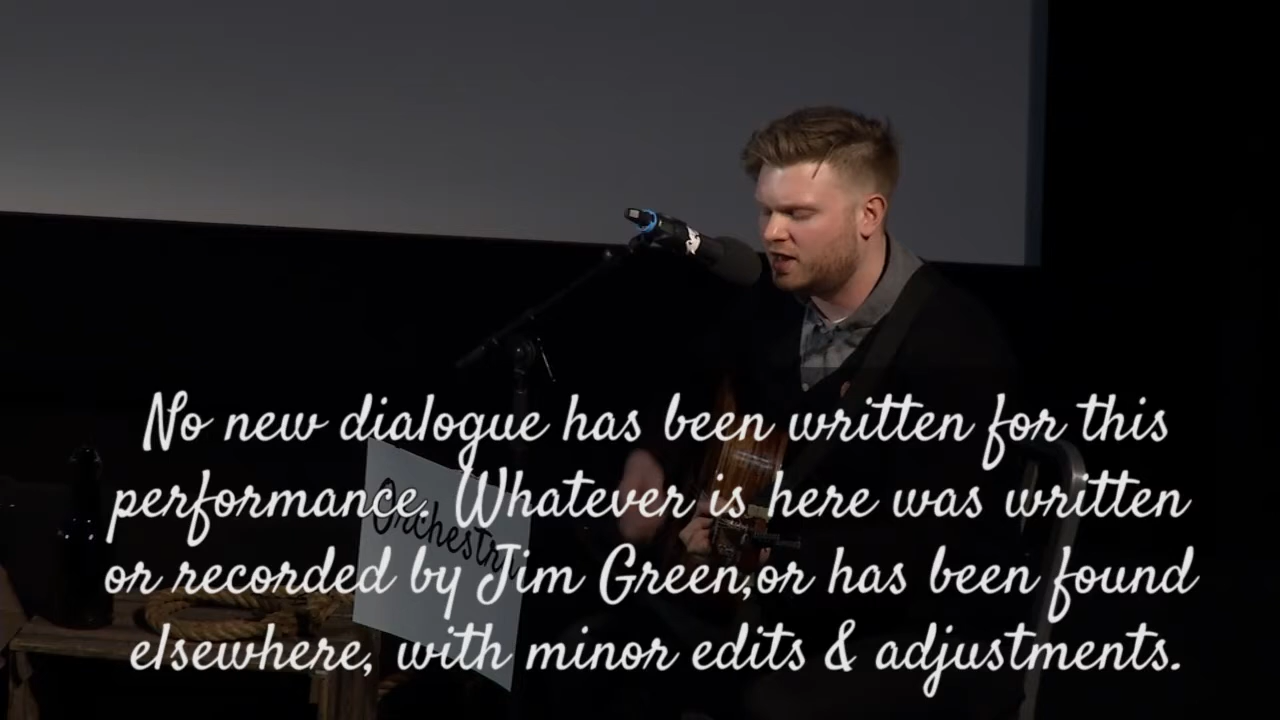 No new dialogue has been written for this
performance. Whatever is here was written
or recorded by Jim Green,or has been found
elsewhere, with minor edits & adjustments.
Orchestra